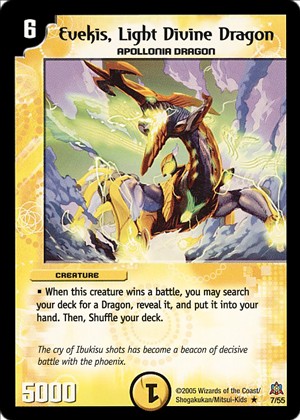 6
Evekis, Light Divine Dragon
APOLLONIA DRAGON
CREATURE
▪ When this creature wins a battle, you may search
your deck for a Dragon, reveal it, and put it into your
hand. Then, Shuffle your deck.
The cry of Ibukisu shots has become a beacon of decisive
battle with the phoenix.
5000
1
©2005 Wizards of the Coast/
Shogakukan/Mitsui-Kids ★ 7/55